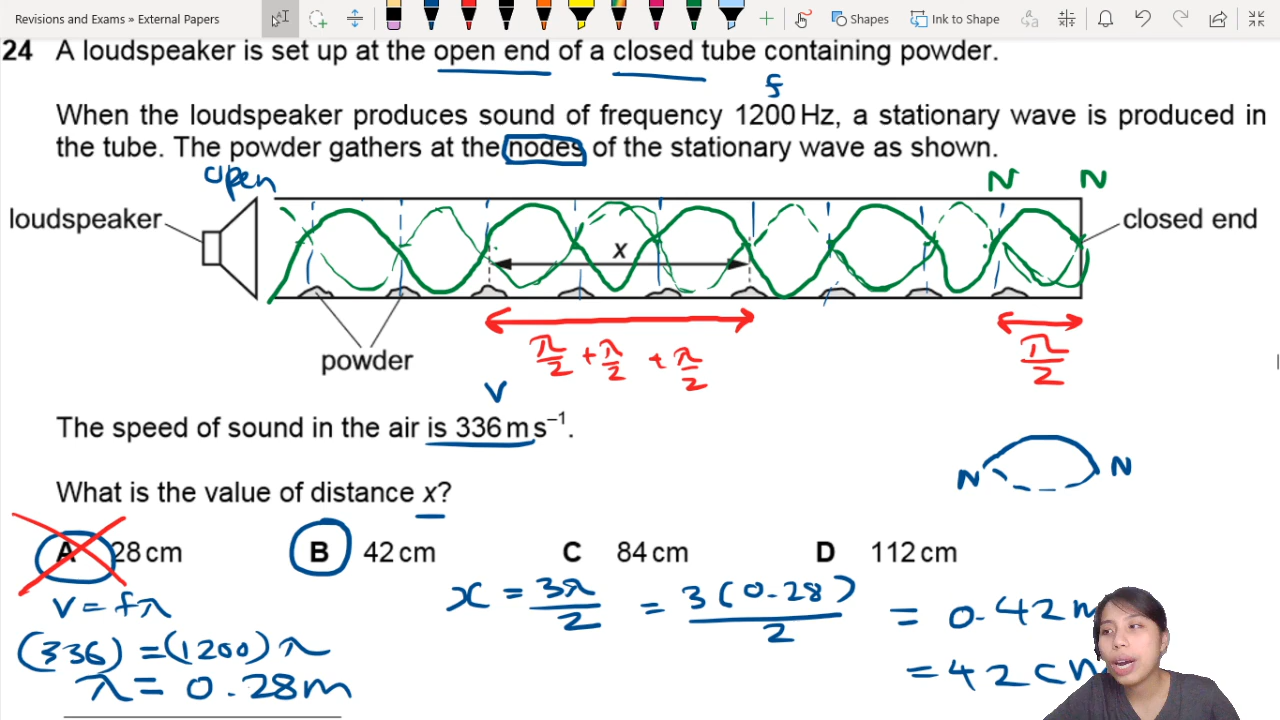 Revisions and Exams » External Papers
Shapes
Ink to Shape
24 A loudspeaker is set up at the open end of a closed tube containing powder.
f
When the loudspeaker produces sound of frequency 1200 Hz, a stationary wave is produced in
the tube. The powder gathers at the nodes of the stationary wave as shown.
open
N N
loudspeaker
closed end
x
powder
λ/2 + λ/2 + λ/2
λ/2
V
The speed of sound in the air is 336 m s⁻¹.
N N
What is the value of distance x?
A 28 cm B 42 cm C 84 cm D 112 cm
v = fλ
(336) = (1200) λ
λ = 0.28m
x = 3λ/2 = 3(0.28)/2 = 0.42m
= 42 cm